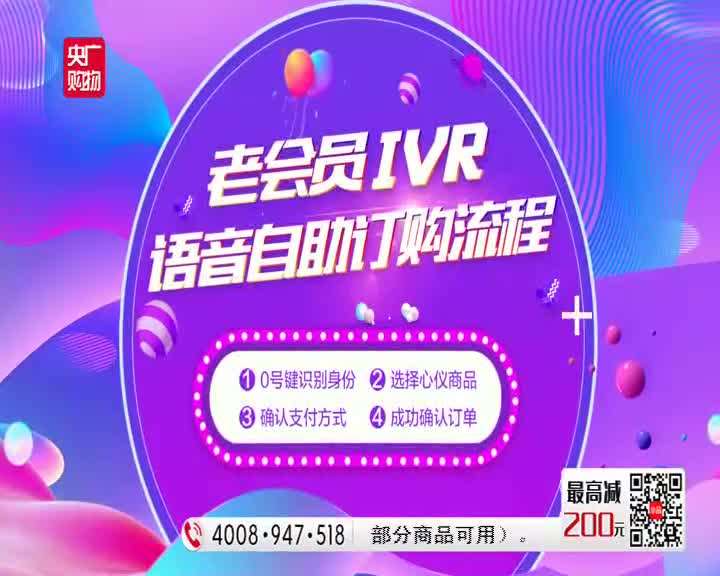 央广
购物
老会员IVR
语音自助订购流程
1 0号键识别身份 2 选择心仪商品
3 确认支付方式 4 成功确认订单
最高减
200元
4008·947·518 部分商品可用）。